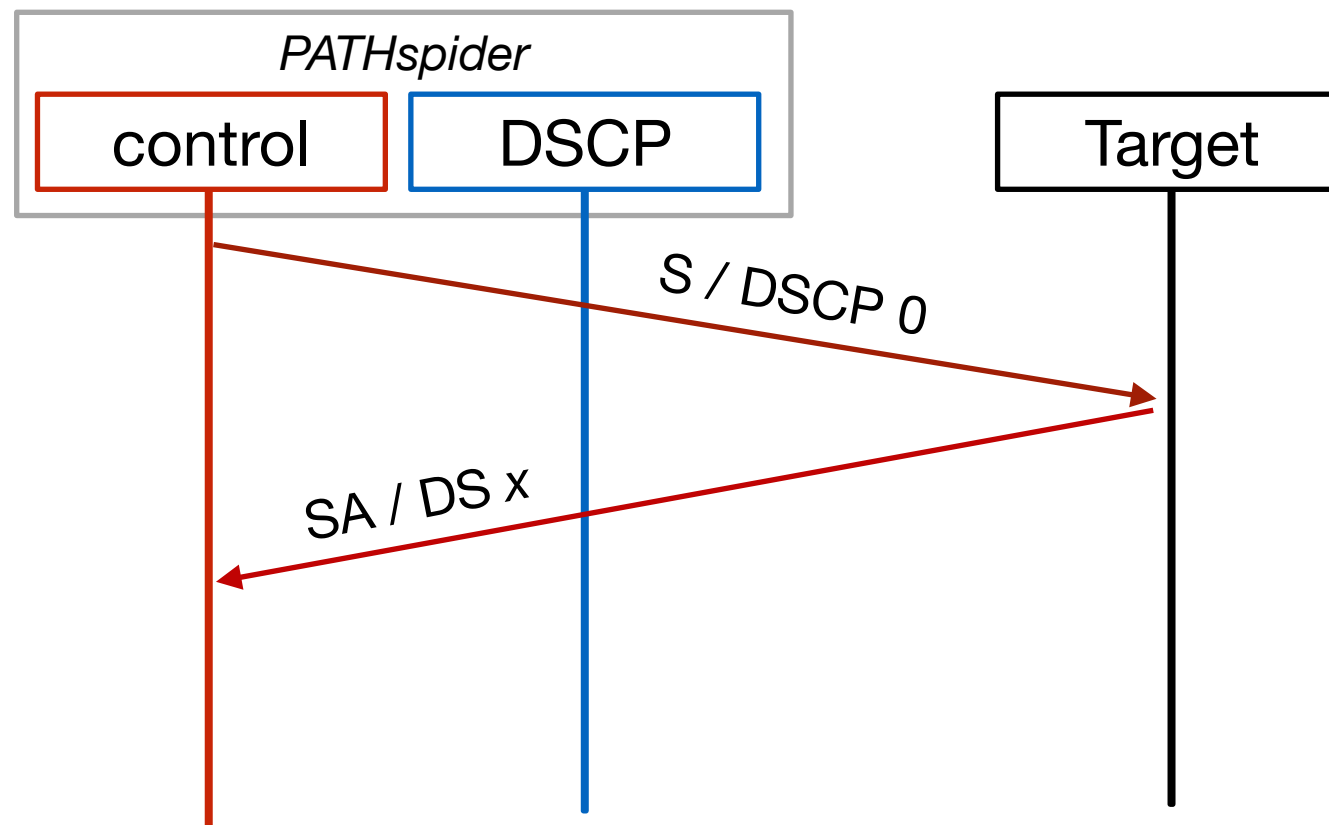 PATHspider
control
DSCP
Target
S / DSCP 0
SA / DS x